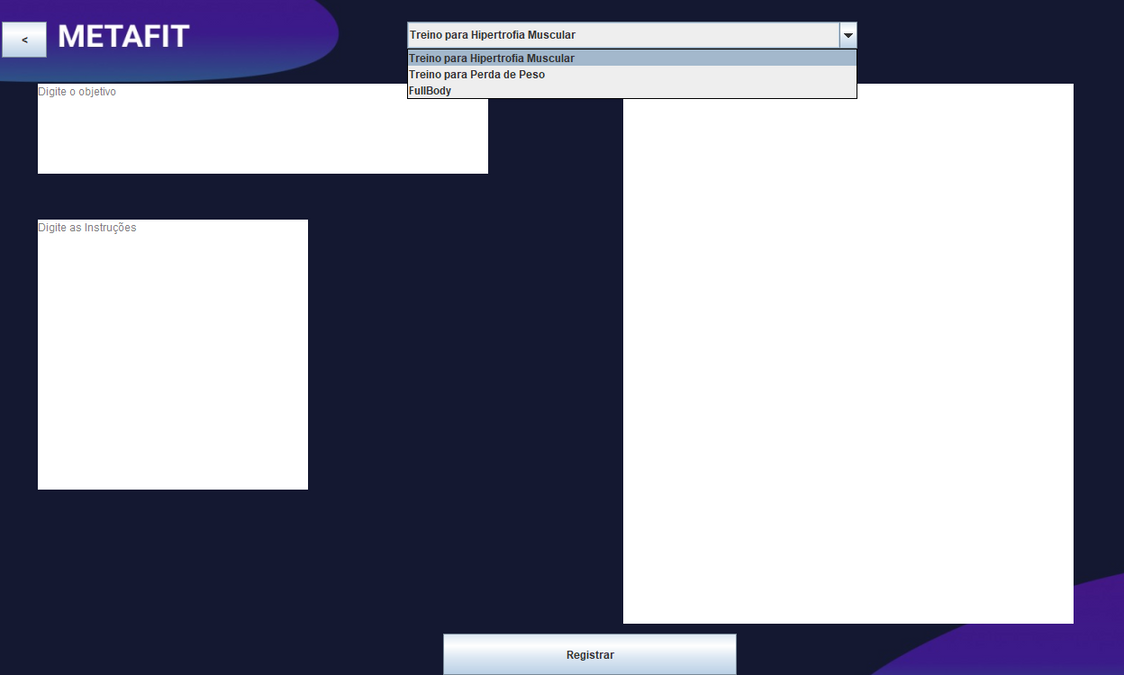 <
METAFIT
Treino para Hipertrofia Muscular
Treino para Hipertrofia Muscular
Treino para Perda de Peso
FullBody
Digite o objetivo
Digite as Instruções
Registrar